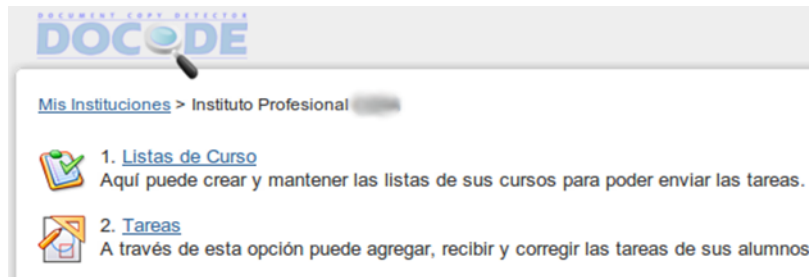 DOCUMENT COPY DETECTOR
DOCODE
Mis Instituciones > Instituto Profesional
1. Listas de Curso
Aquí puede crear y mantener las listas de sus cursos para poder enviar las tareas.
2. Tareas
A través de esta opción puede agregar, recibir y corregir las tareas de sus alumnos